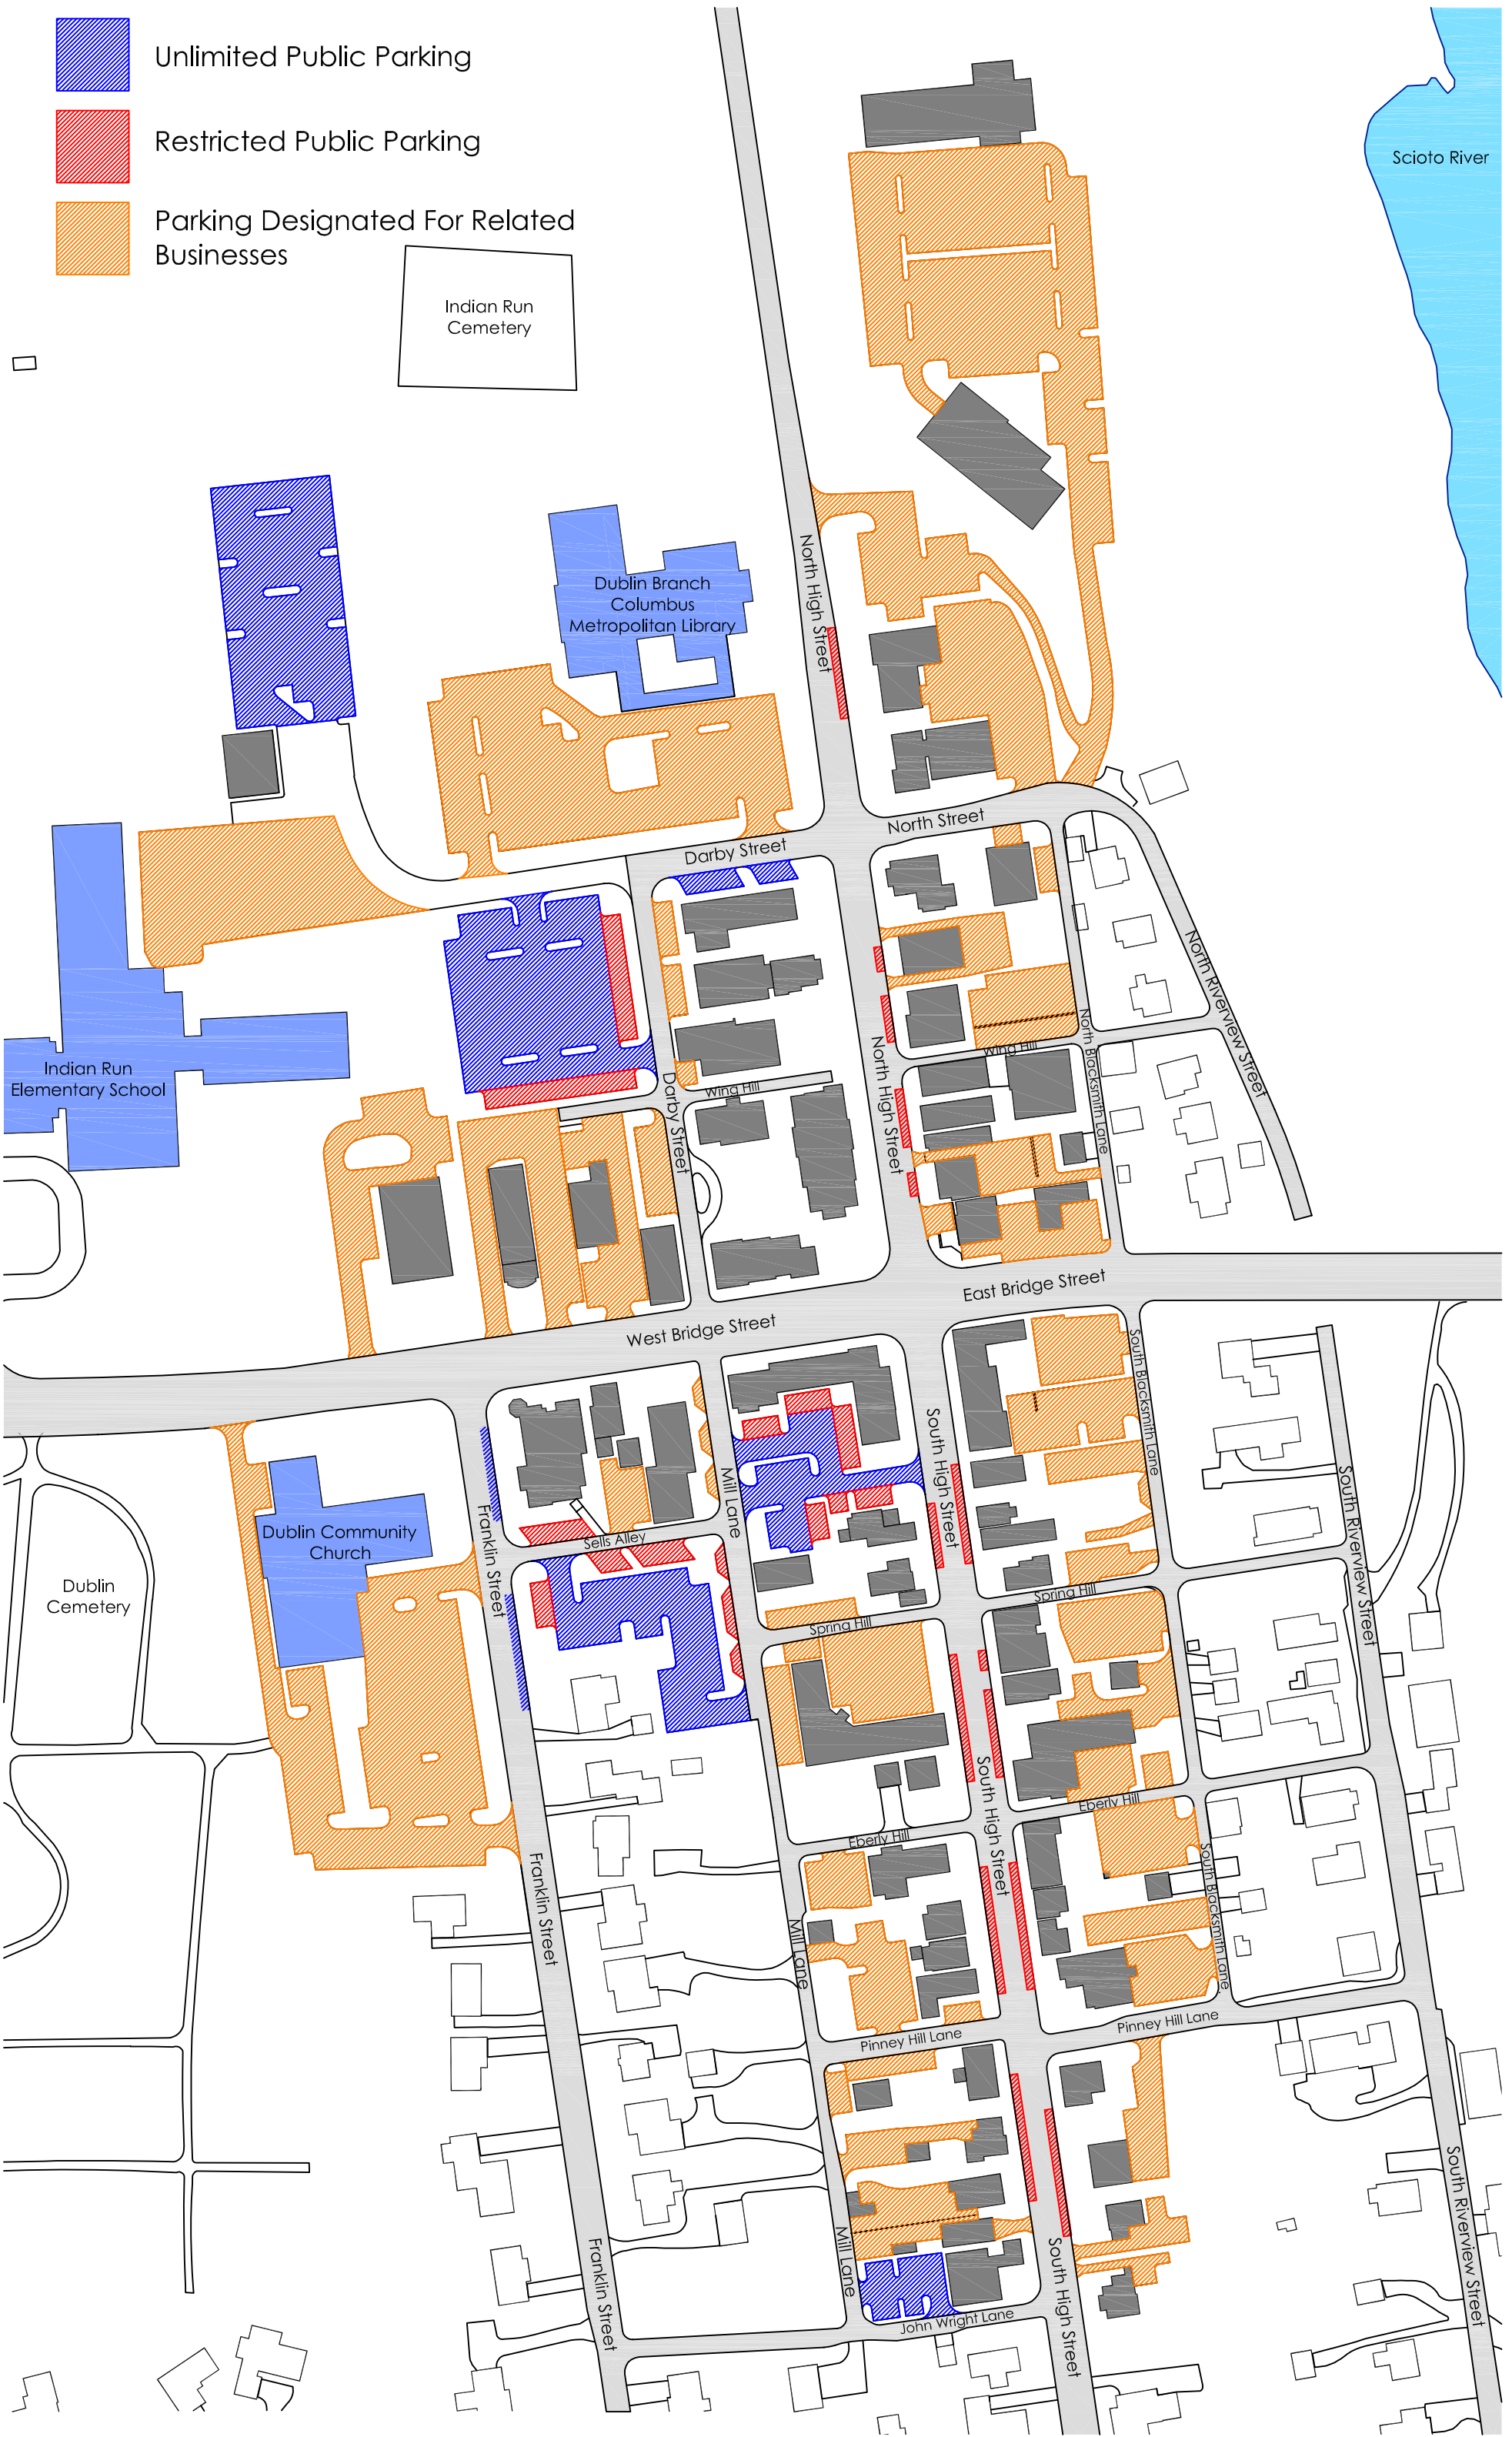 Unlimited Public Parking
Restricted Public Parking
Parking Designated For Related
Businesses
Scioto River
Indian Run
Cemetery
North High Street
Dublin Branch
Columbus
Metropolitan Library
North Street
Darby Street
North Riverview Street
Indian Run
Elementary School
North High Street
Wing Hill
North Blacksmith Lane
Darby Street
Wing Hill
East Bridge Street
West Bridge Street
South Blacksmith Lane
South High Street
Mill Lane
South Riverview Street
Franklin Street
Sells Alley
Dublin Community
Church
Dublin
Cemetery
Spring Hill
Spring Hill
South High Street
Eberly Hill
Eberly Hill
South Blacksmith Lane
Franklin Street
Mill Lane
Pinney Hill Lane
Pinney Hill Lane
South Riverview Street
Mill Lane
Franklin Street
South High Street
John Wright Lane